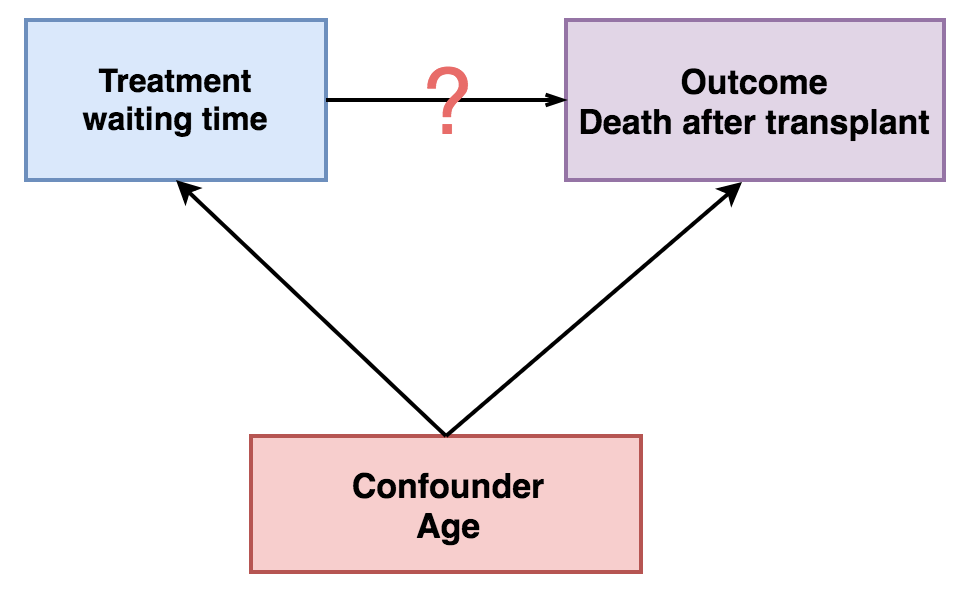 Treatment
waiting time
?
Outcome
Death after transplant
Confounder
Age